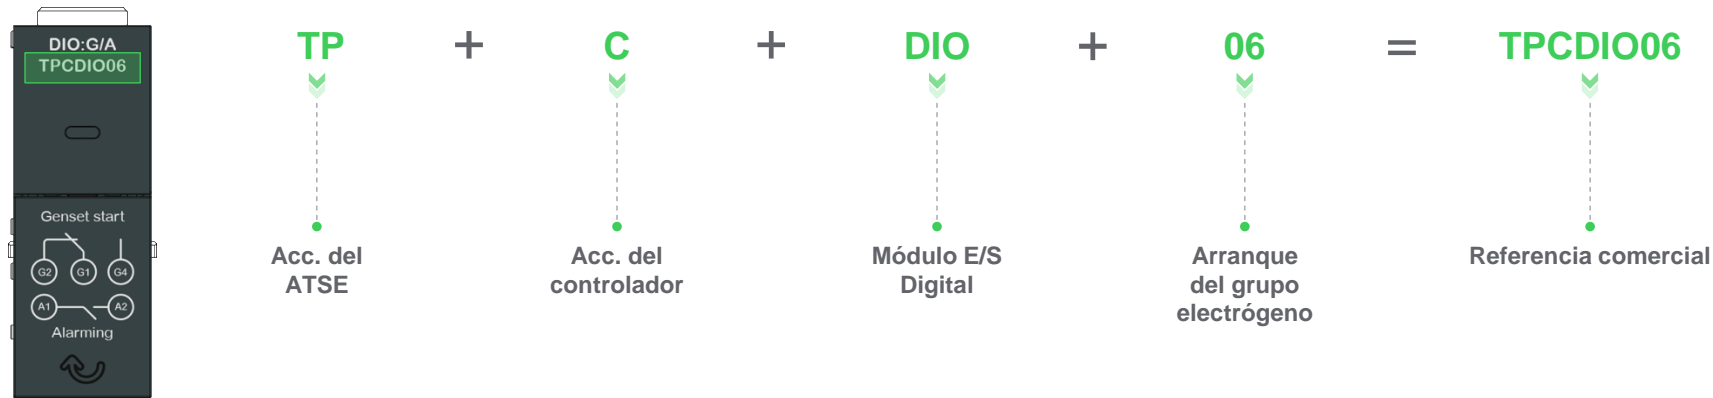 DIO:G/A
TPCDIO06
Genset start
G2 G1 G4
A1 A2
Alarming
TP + C + DIO + 06 = TPCDIO06
Acc. del
ATSE
Acc. del
controlador
Módulo E/S
Digital
Arranque
del grupo
electrógeno
Referencia comercial